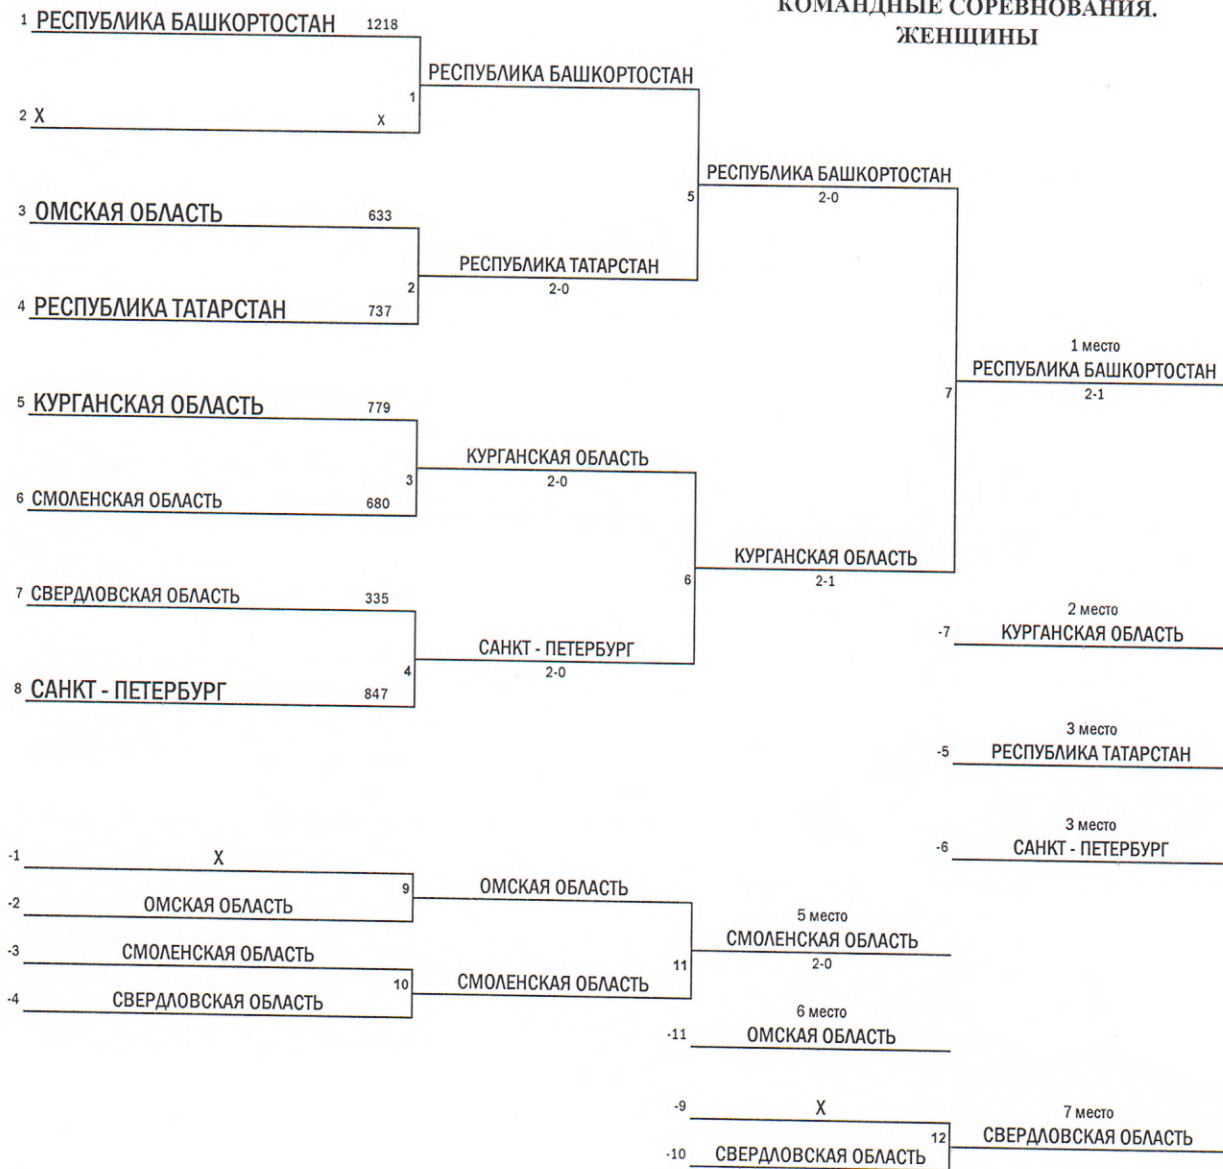 КОМАНДНЫЕ СОРЕВНОВАНИЯ.
ЖЕНЩИНЫ
1 РЕСПУБЛИКА БАШКОРТОСТАН 1218
РЕСПУБЛИКА БАШКОРТОСТАН
1
2 X X
РЕСПУБЛИКА БАШКОРТОСТАН
5
2-0
3 ОМСКАЯ ОБЛАСТЬ 633
РЕСПУБЛИКА ТАТАРСТАН
2
2-0
4 РЕСПУБЛИКА ТАТАРСТАН 737
1 место
РЕСПУБЛИКА БАШКОРТОСТАН
7
2-1
5 КУРГАНСКАЯ ОБЛАСТЬ 779
КУРГАНСКАЯ ОБЛАСТЬ
3
2-0
6 СМОЛЕНСКАЯ ОБЛАСТЬ 680
КУРГАНСКАЯ ОБЛАСТЬ
6
2-1
7 СВЕРДЛОВСКАЯ ОБЛАСТЬ 335
2 место
-7 КУРГАНСКАЯ ОБЛАСТЬ
САНКТ - ПЕТЕРБУРГ
4
2-0
8 САНКТ - ПЕТЕРБУРГ 847
3 место
-5 РЕСПУБЛИКА ТАТАРСТАН
3 место
-6 САНКТ - ПЕТЕРБУРГ
-1 X
9 ОМСКАЯ ОБЛАСТЬ
-2 ОМСКАЯ ОБЛАСТЬ
5 место
СМОЛЕНСКАЯ ОБЛАСТЬ
-3 СМОЛЕНСКАЯ ОБЛАСТЬ
11
2-0
10 СМОЛЕНСКАЯ ОБЛАСТЬ
-4 СВЕРДЛОВСКАЯ ОБЛАСТЬ
6 место
-11 ОМСКАЯ ОБЛАСТЬ
-9 X
7 место
12 СВЕРДЛОВСКАЯ ОБЛАСТЬ
-10 СВЕРДЛОВСКАЯ ОБЛАСТЬ